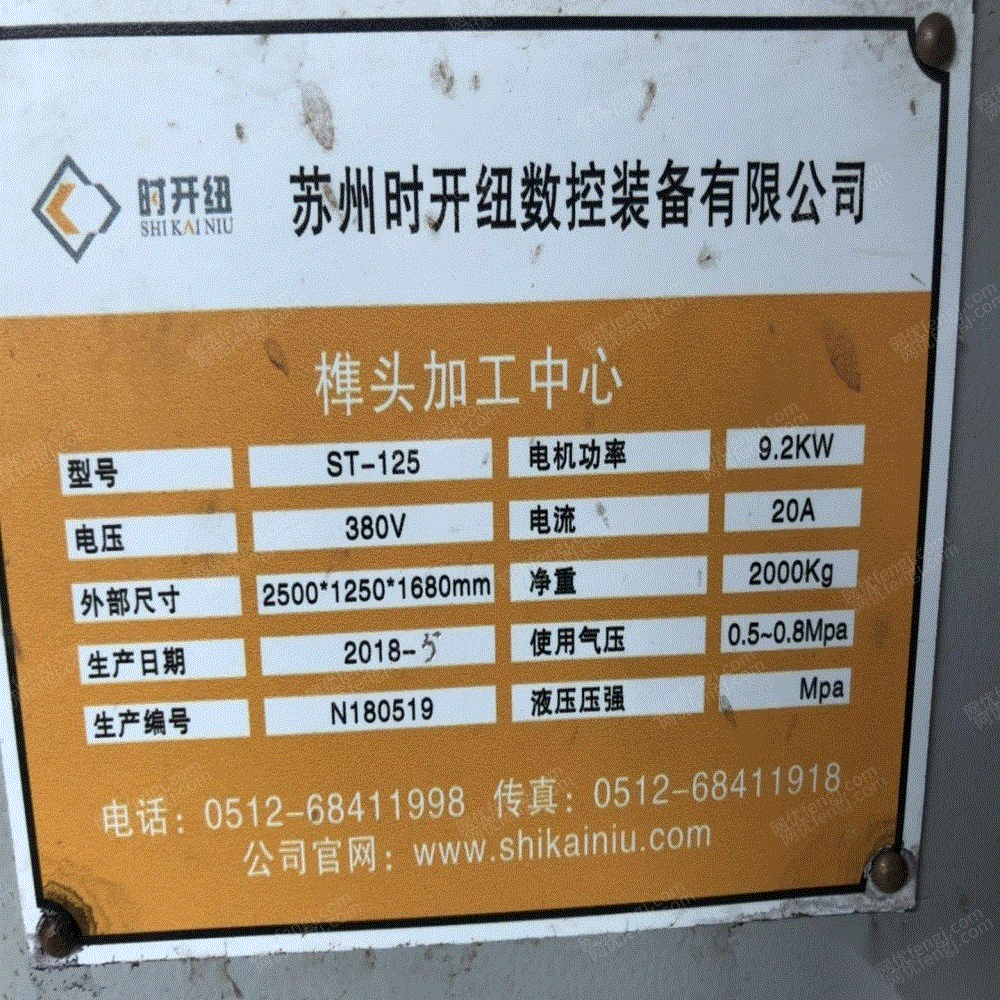 时开纽
SHI KAI NIU
苏州时开纽数控装备有限公司
榫头加工中心
型号 ST-125 电机功率 9.2KW
电压 380V 电流 20A
外部尺寸 2500*1250*1680mm 净重 2000Kg
生产日期 2018-5 使用气压 0.5~0.8Mpa
生产编号 N180519 液压压强 Mpa
电话：0512-68411998 传真：0512-68411918
公司官网：www.shikainiu.com